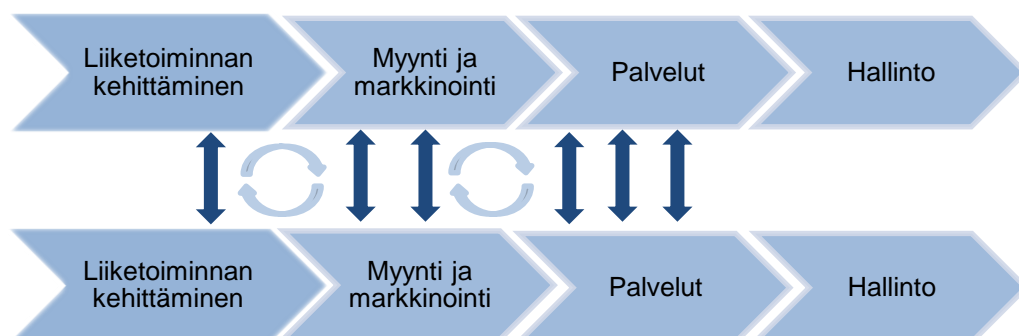 Liiketoiminnan
kehittäminen
Myynti ja
markkinointi
Palvelut
Hallinto
Liiketoiminnan
kehittäminen
Myynti ja
markkinointi
Palvelut
Hallinto